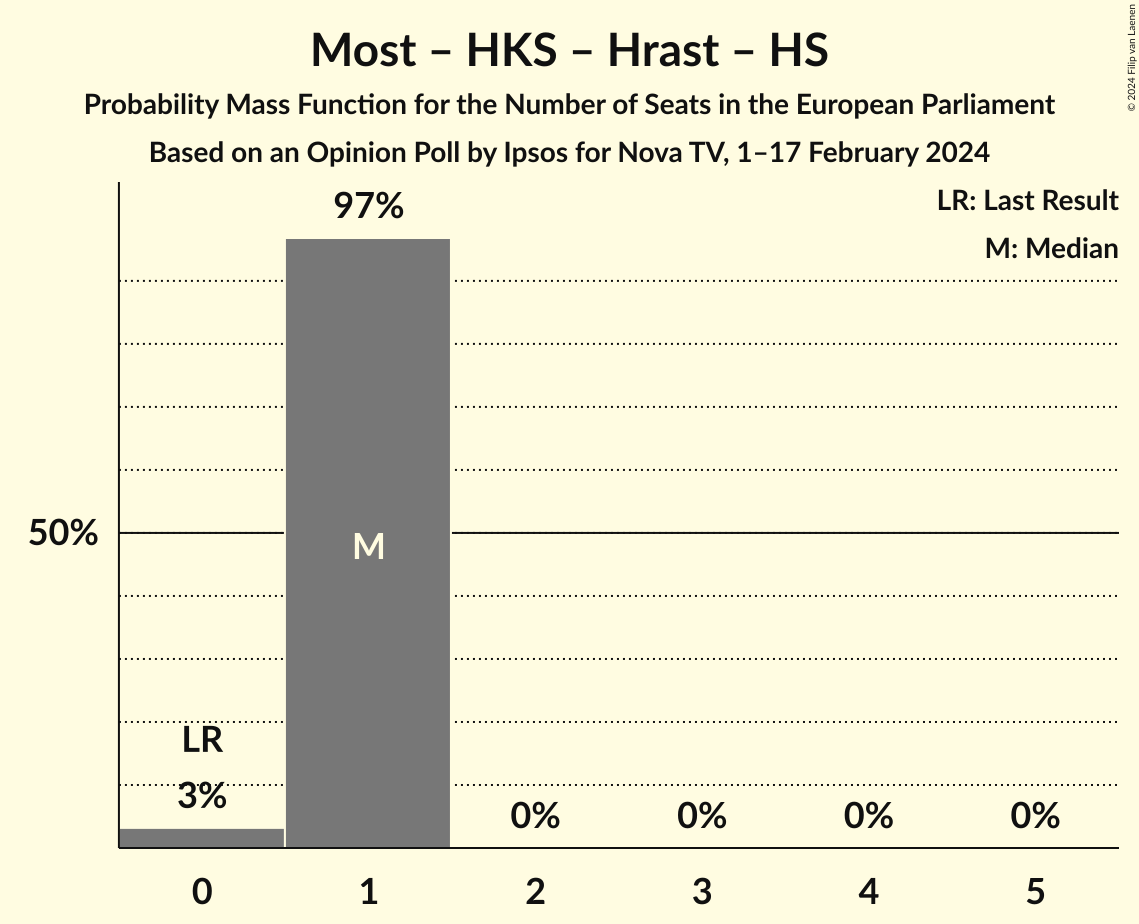 Most – HKS – Hrast – HS
Probability Mass Function for the Number of Seats in the European Parliament
Based on an Opinion Poll by Ipsos for Nova TV, 1–17 February 2024
© 2024 Filip van Laenen
LR: Last Result
M: Median
97%
50%
M
LR
3%
0% 0% 0% 0%
0 1 2 3 4 5